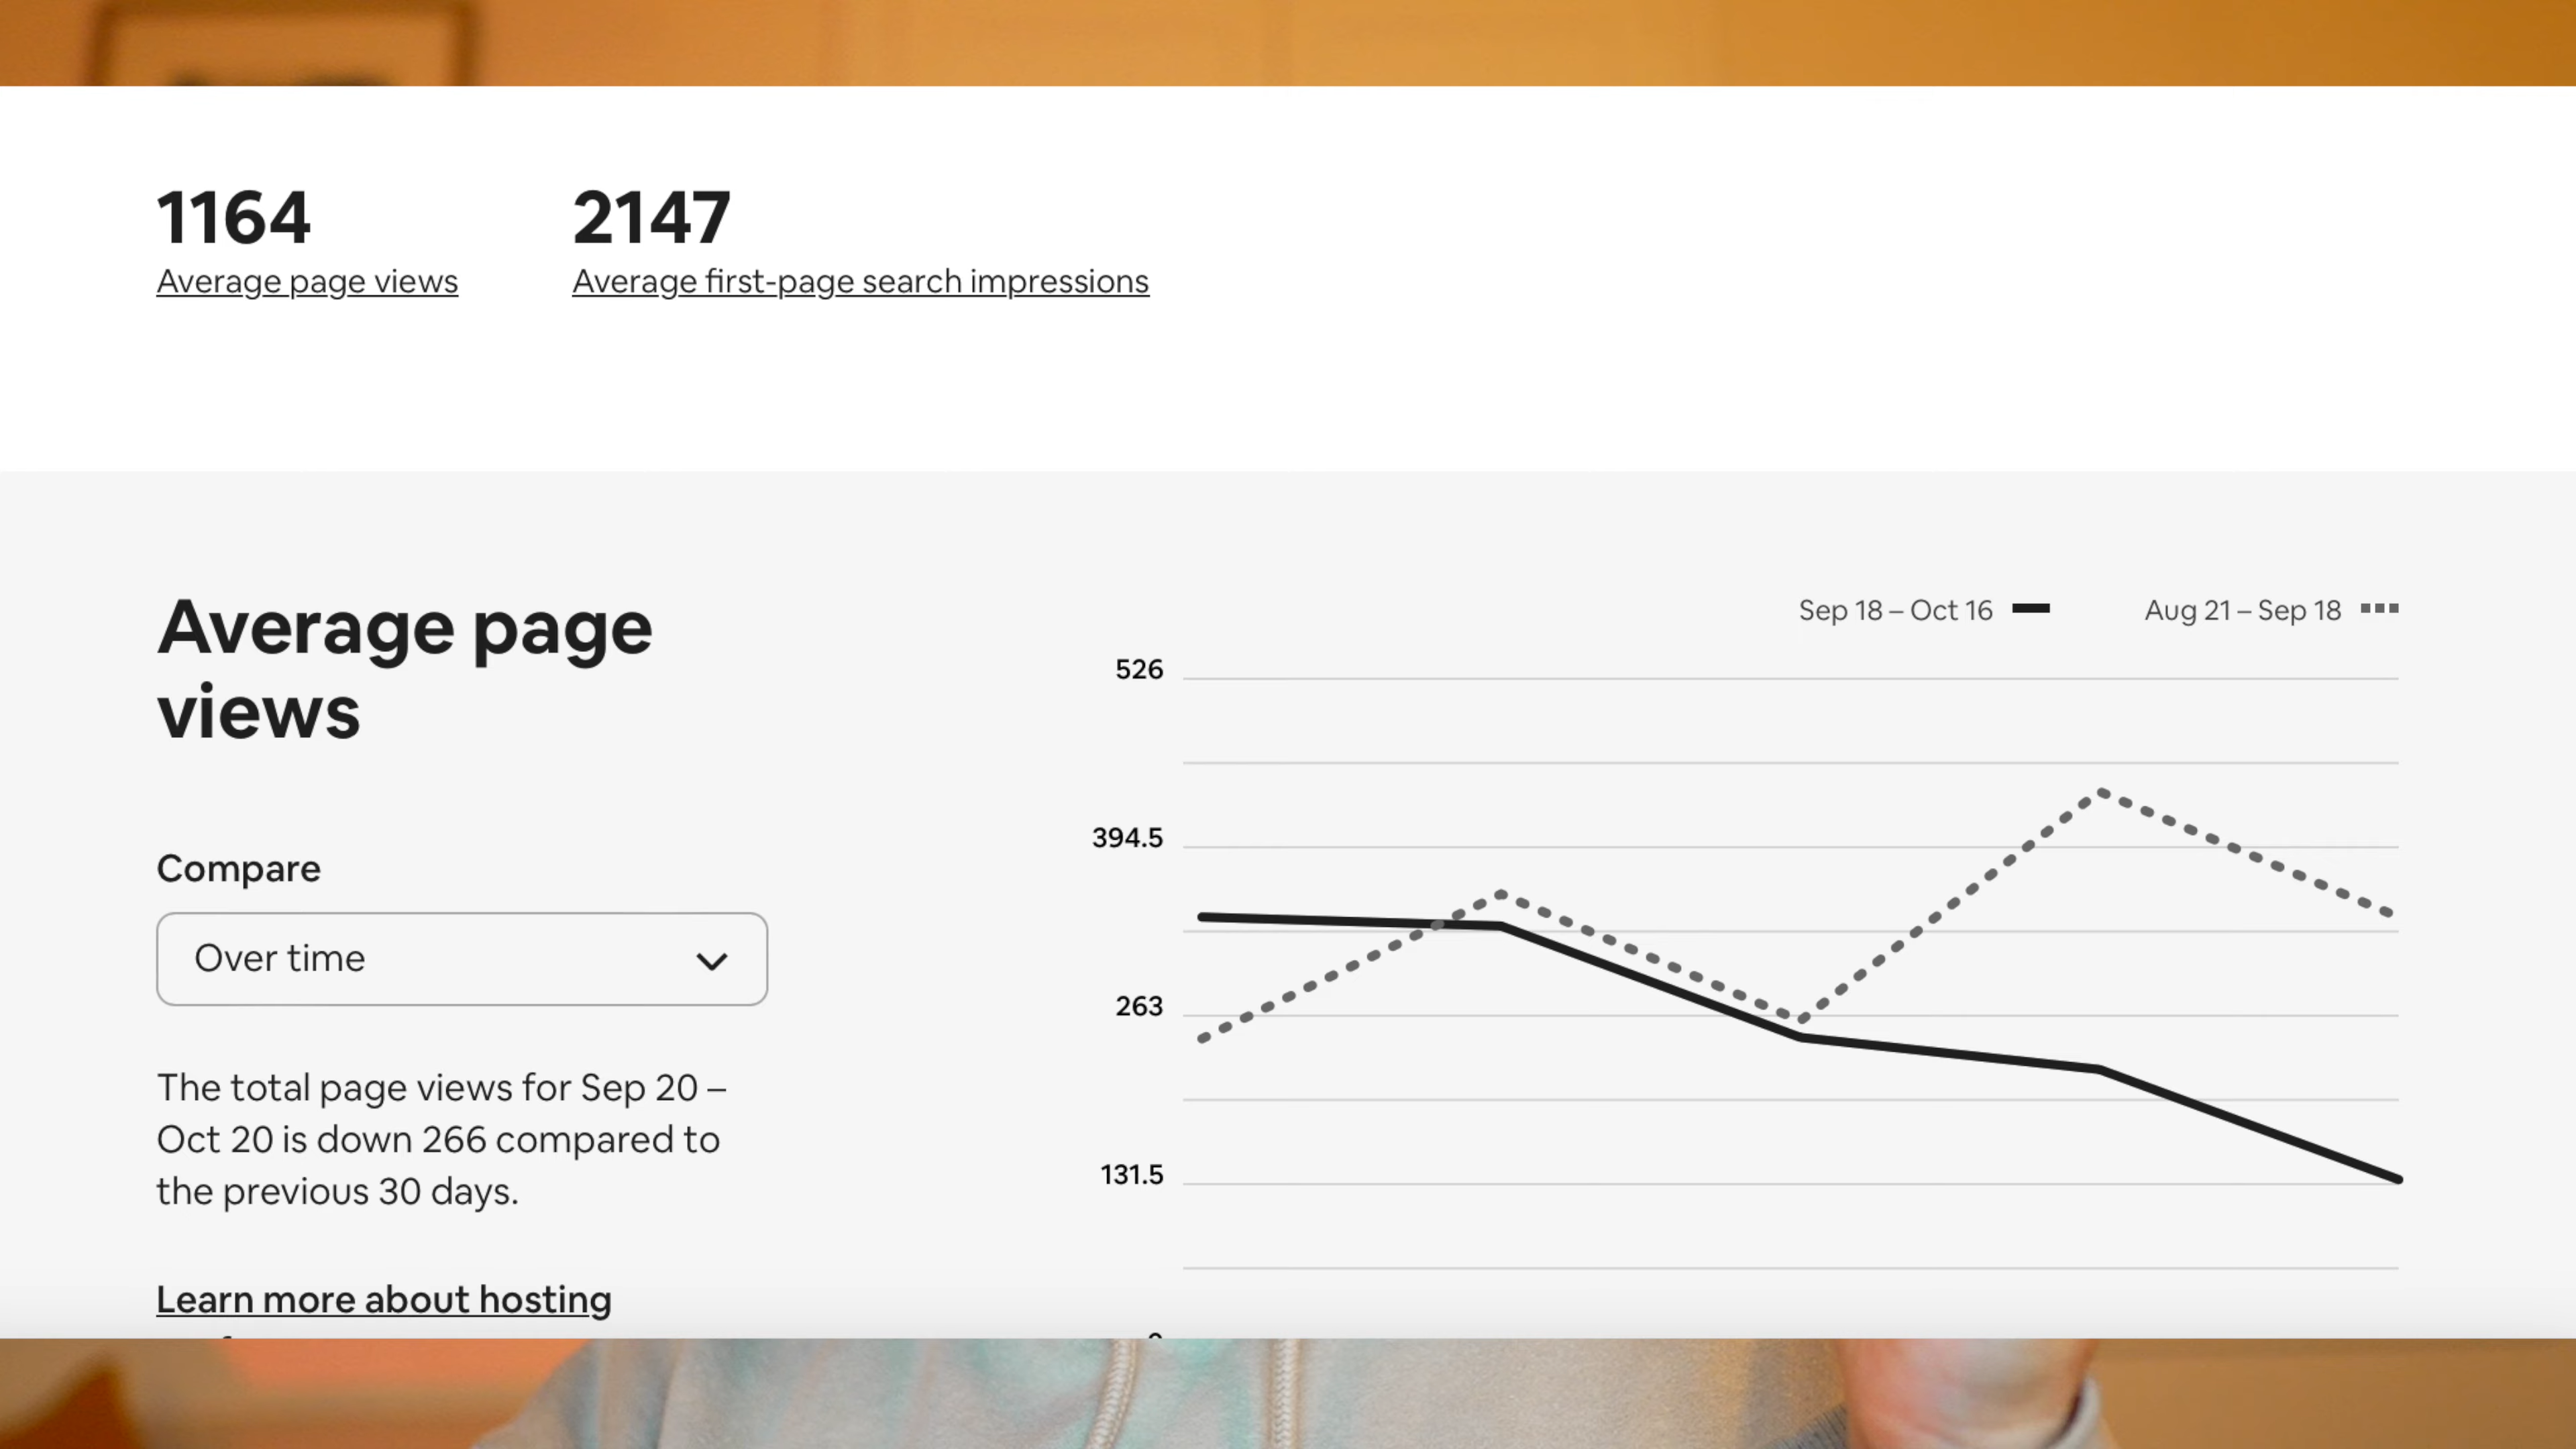 1164
2147
Average page views
Average first-page search impressions
Average page
views
Sep 18 – Oct 16
Aug 21 – Sep 18
526
394.5
263
131.5
Compare
Over time
The total page views for Sep 20 –
Oct 20 is down 266 compared to
the previous 30 days.
Learn more about hosting